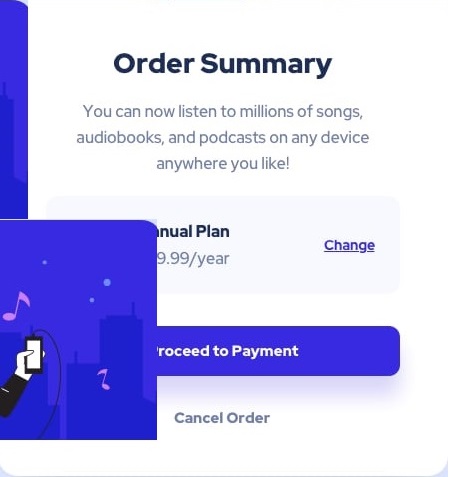 Order Summary
You can now listen to millions of songs,
audiobooks, and podcasts on any device
anywhere you like!
nual Plan
9.99/year
Change
roceed to Payment
Cancel Order